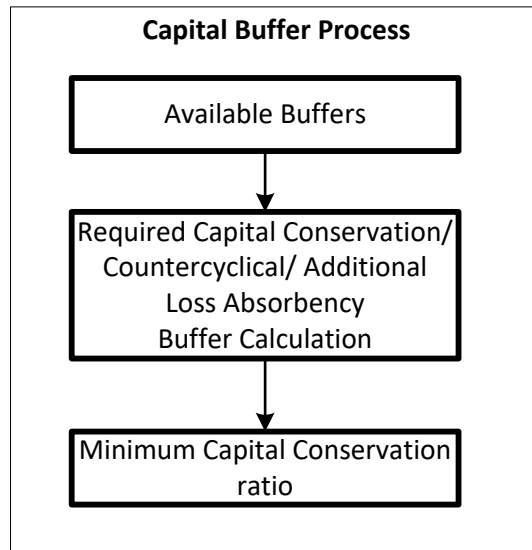 Capital Buffer Process
Available Buffers
Required Capital Conservation/
Countercyclical/ Additional
Loss Absorbency
Buffer Calculation
Minimum Capital Conservation
ratio